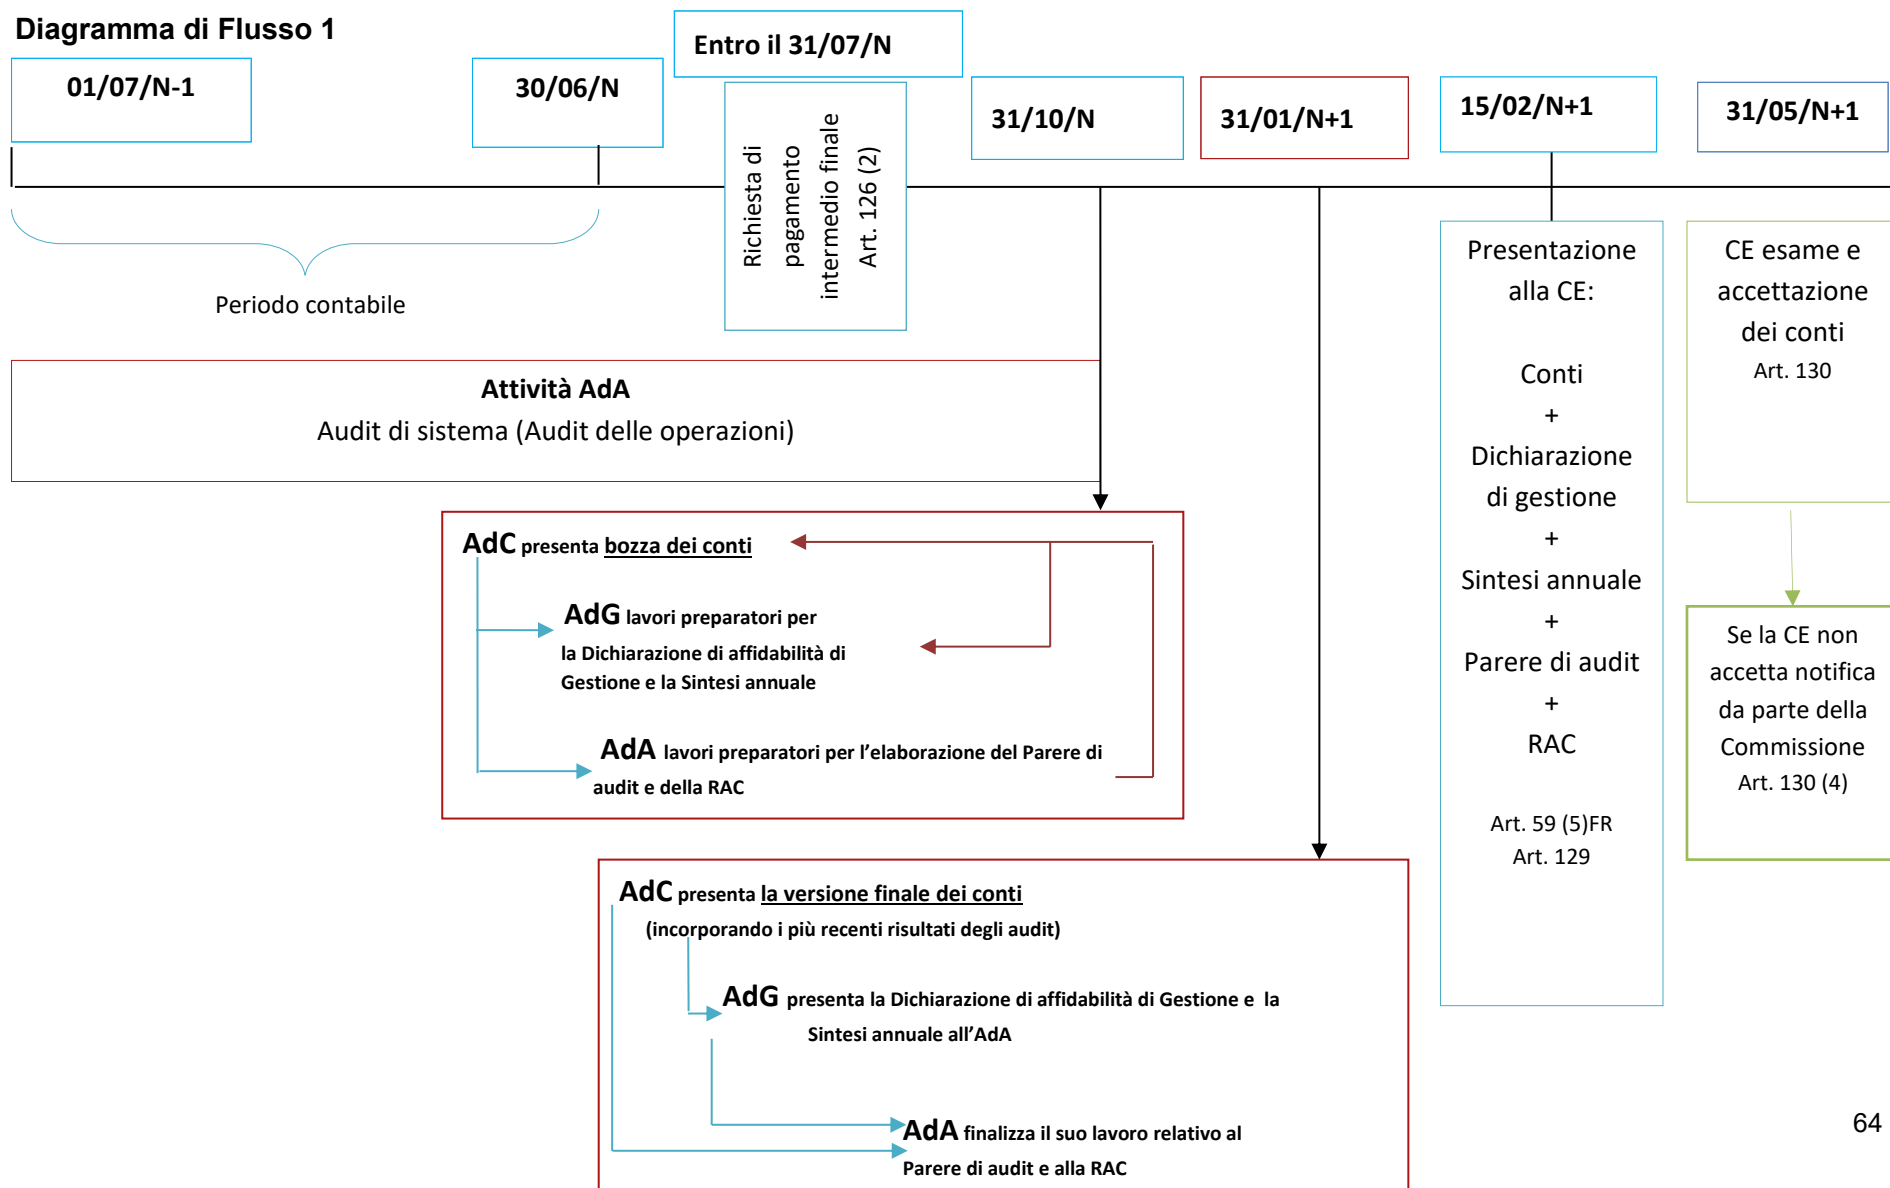 Diagramma di Flusso 1
01/07/N-1
30/06/N
Entro il 31/07/N
31/10/N
31/01/N+1
15/02/N+1
31/05/N+1
Richiesta di
pagamento
intermedio finale
Art. 126 (2)
Periodo contabile
Attività AdA
Audit di sistema (Audit delle operazioni)
AdC presenta bozza dei conti
AdG lavori preparatori per
la Dichiarazione di affidabilità di
Gestione e la Sintesi annuale
AdA lavori preparatori per l’elaborazione del Parere di
audit e della RAC
AdC presenta la versione finale dei conti
(incorporando i più recenti risultati degli audit)
AdG presenta la Dichiarazione di affidabilità di Gestione e la
Sintesi annuale all’AdA
AdA finalizza il suo lavoro relativo al
Parere di audit e alla RAC
Presentazione
alla CE:
Conti
+
Dichiarazione
di gestione
+
Sintesi annuale
+
Parere di audit
+
RAC
Art. 59 (5)FR
Art. 129
CE esame e
accettazione
dei conti
Art. 130
Se la CE non
accetta notifica
da parte della
Commissione
Art. 130 (4)
64